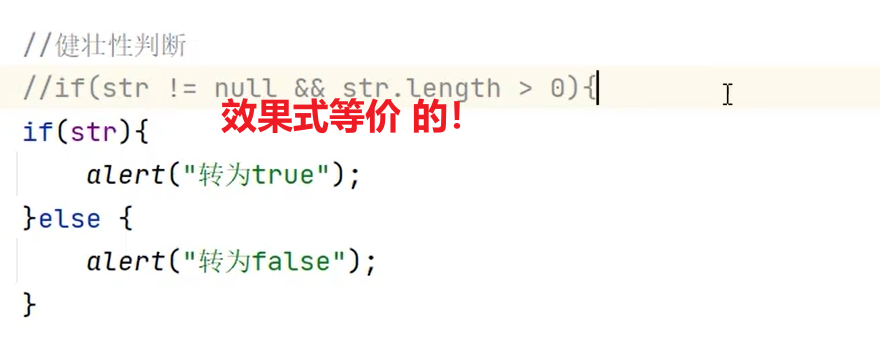 //健壮性判断
//if(str != null && str.length > 0){
效果式等价 的！
if(str){
alert("转为true");
}else {
alert("转为false");
}